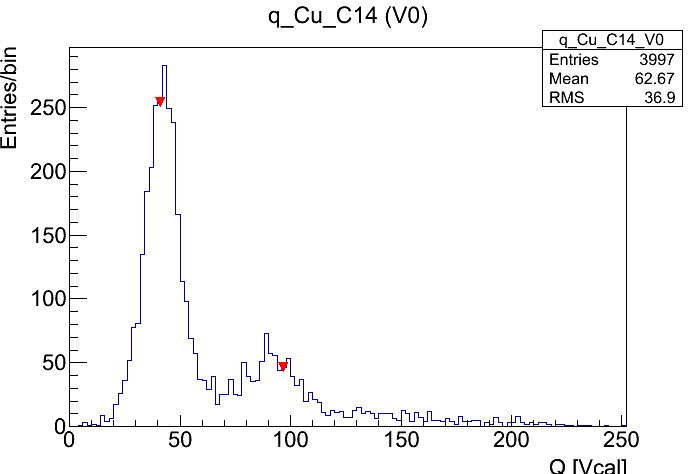 q_Cu_C14 (V0)
q_Cu_C14_V0
Entries 3997
Mean 62.67
RMS 36.9
Entries/bin
250
200
150
100
50
0
0 50 100 150 200 250
Q [Vcal]